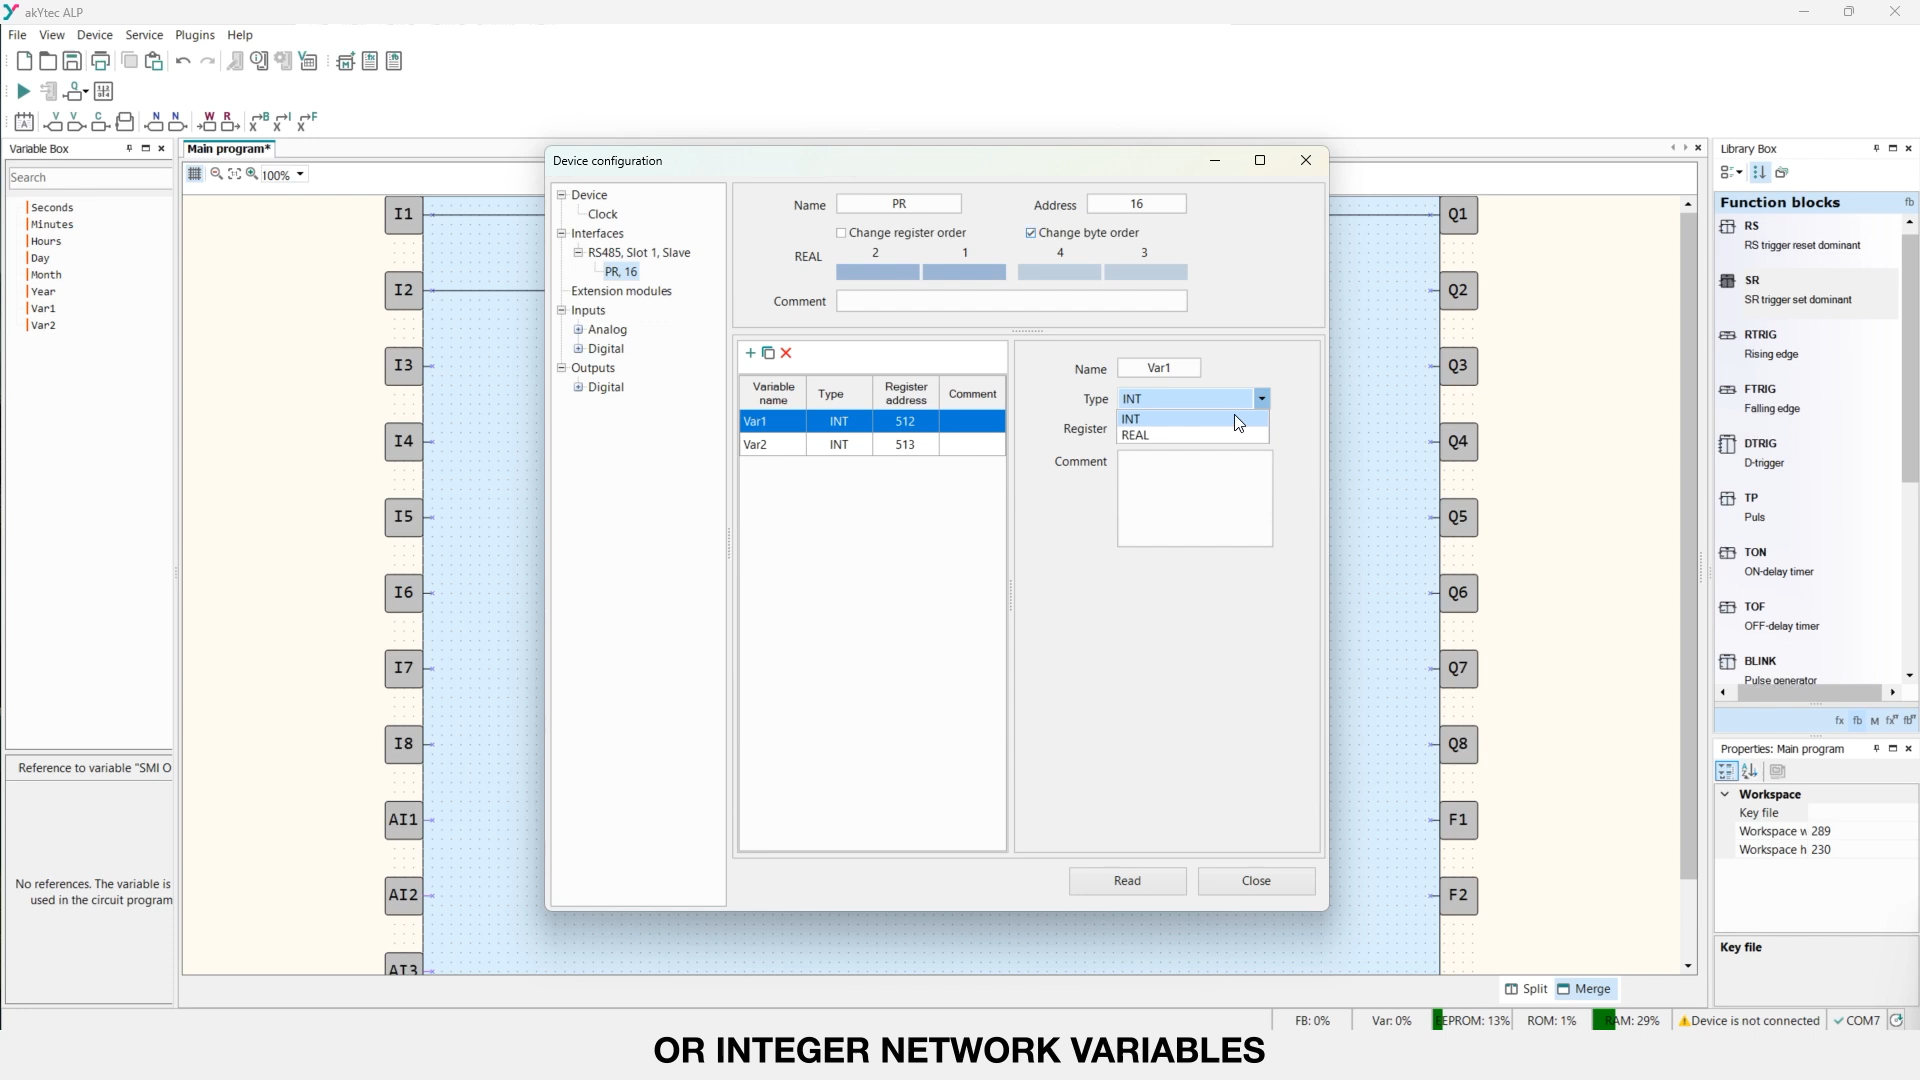 akYtec ALP
File View Device Service Plugins Help
Variable Box
Search
Seconds
Minutes
Hours
Day
Month
Year
Var1
Var2
Reference to variable "SMI O
No references. The variable is
used in the circuit program
Main program*
100%
I1
I2
I3
I4
I5
I6
I7
I8
AI1
AI2
AI3
Device configuration
Device
Clock
Interfaces
RS485, Slot 1, Slave
PR, 16
Extension modules
Inputs
Analog
Digital
Outputs
Digital
Name PR Address 16
Change register order Change byte order
REAL 2 1 4 3
Comment
Variable name Type Register address Comment
Var1 INT 512
Var2 INT 513
Name Var1
Type INT
INT
REAL
Register
Comment
Read Close
Q1
Q2
Q3
Q4
Q5
Q6
Q7
Q8
F1
F2
Split Merge
Library Box
Function blocks fb
RS
RS trigger reset dominant
SR
SR trigger set dominant
RTRIG
Rising edge
FTRIG
Falling edge
DTRIG
D-trigger
TP
Puls
TON
ON-delay timer
TOF
OFF-delay timer
BLINK
Pulse generator
fx fb M fx fb
Properties: Main program
Workspace
Key file
Workspace w 289
Workspace h 230
Key file
FB: 0% Var: 0% EEPROM: 13% ROM: 1% RAM: 29% Device is not connected COM7
OR INTEGER NETWORK VARIABLES